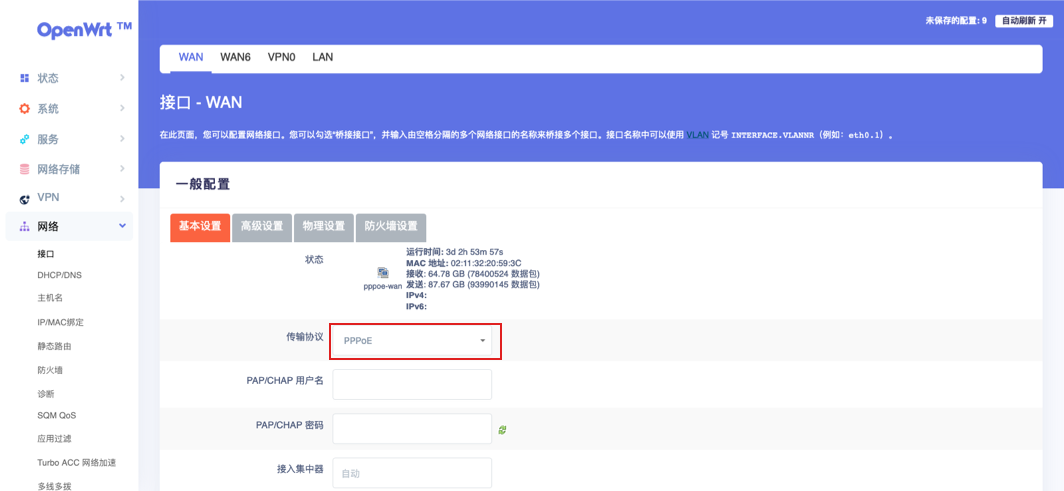 OpenWrt ™
未保存的配置: 9 自动刷新 开
WAN WAN6 VPN0 LAN
状态
系统
服务
网络存储
VPN
网络
接口
DHCP/DNS
主机名
IP/MAC绑定
静态路由
防火墙
诊断
SQM QoS
应用过滤
Turbo ACC 网络加速
多线多拨
接口 - WAN
在此页面，您可以配置网络接口。您可以勾选“桥接接口”，并输入由空格分隔的多个网络接口的名称来桥接多个接口。接口名称中可以使用 VLAN 记号 INTERFACE.VLANNR（例如：eth0.1）。
一般配置
基本设置 高级设置 物理设置 防火墙设置
状态
pppoe-wan
运行时间: 3d 2h 53m 57s
MAC 地址: 02:11:32:20:59:3C
接收: 64.78 GB (78400524 数据包)
发送: 87.67 GB (93990145 数据包)
IPv4:
IPv6:
传输协议 PPPoE
PAP/CHAP 用户名
PAP/CHAP 密码
接入集中器 自动